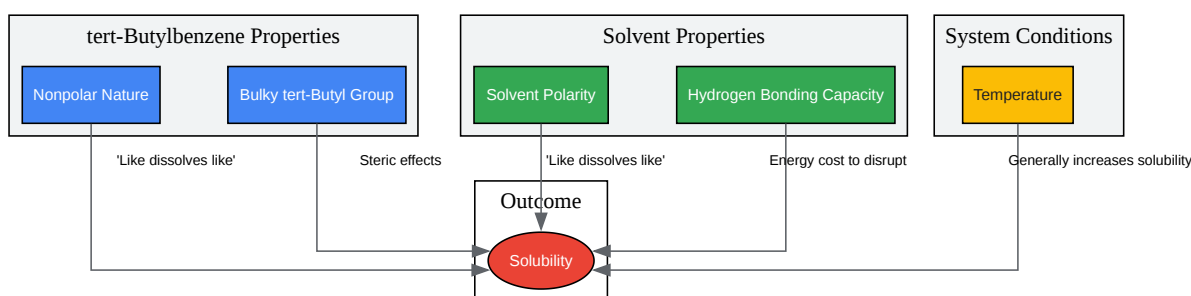 tert-Butylbenzene Properties
Solvent Properties
System Conditions
Nonpolar Nature
Bulky tert-Butyl Group
Solvent Polarity
Hydrogen Bonding Capacity
Temperature
'Like dissolves like'
Steric effects
'Like dissolves like'
Energy cost to disrupt
Generally increases solubility
Outcome
Solubility